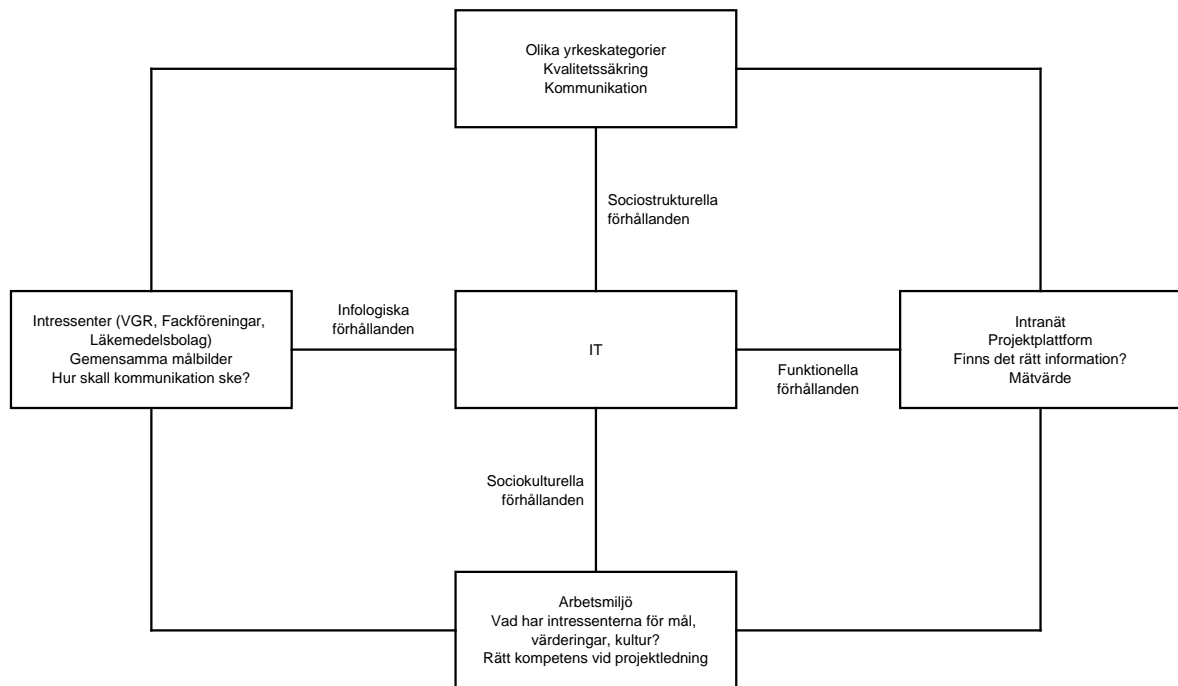 Olika yrkeskategorier
Kvalitetssäkring
Kommunikation
Sociostrukturella
förhållanden
Intressenter (VGR, Fackföreningar,
Läkemedelsbolag)
Gemensamma målbilder
Hur skall kommunikation ske?
Infologiska
förhållanden
IT
Funktionella
förhållanden
Intranät
Projektplattform
Finns det rätt information?
Mätvärde
Sociokulturella
förhållanden
Arbetsmiljö
Vad har intressenterna för mål,
värderingar, kultur?
Rätt kompetens vid projektledning